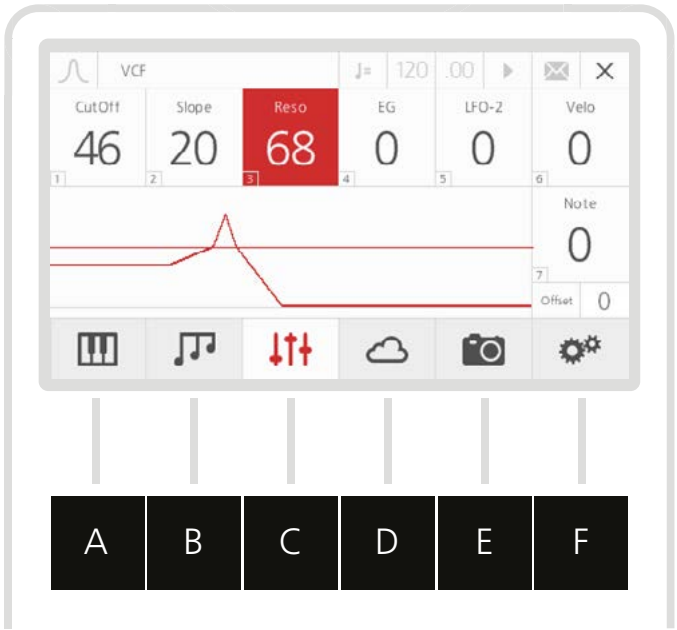 VCF ♩= 120 .00
CutOff Slope Reso EG LFO-2 Velo
46 20 68 0 0 0
1 2 3 4 5 6
Note
0
7
Offset 0
A B C D E F